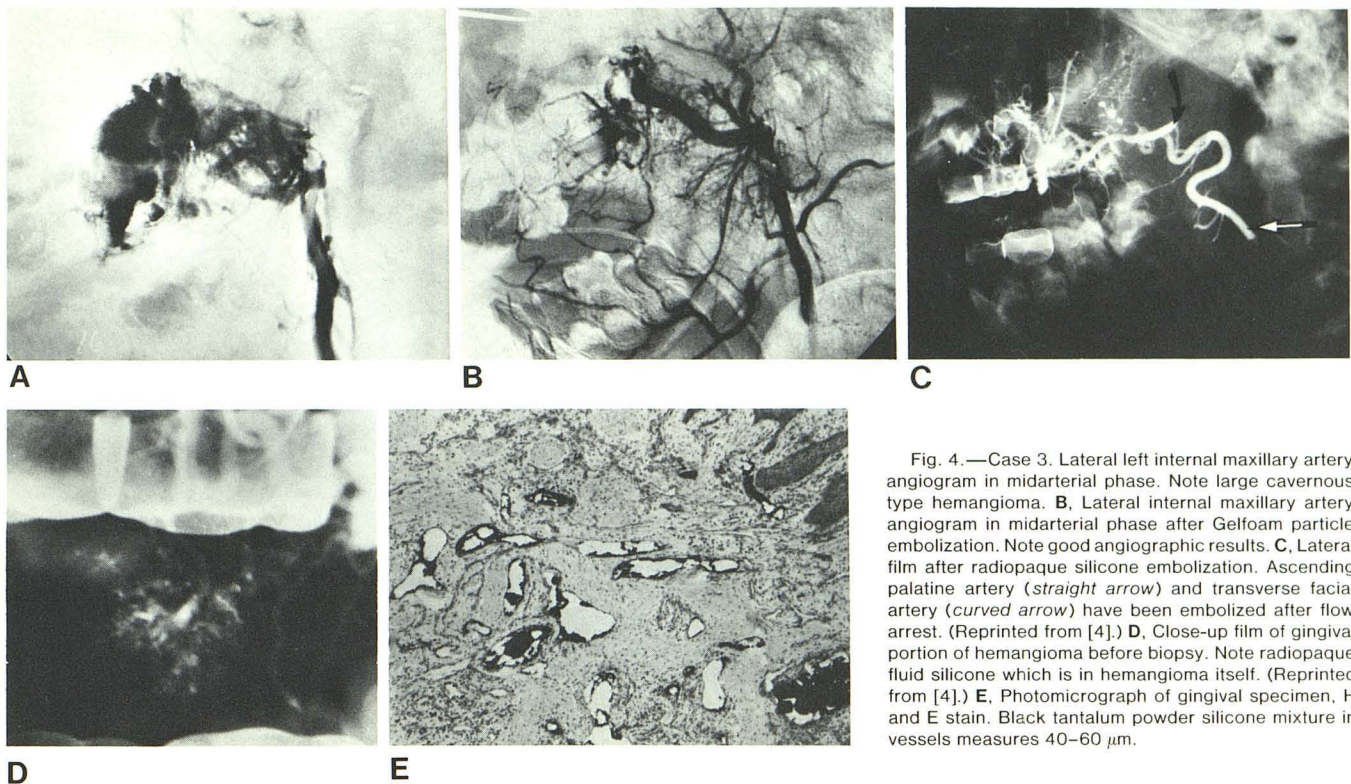 A
B
C
D
E
Fig. 4.—Case 3. Lateral left internal maxillary artery
angiogram in midarterial phase. Note large cavernous
type hemangioma. B, Lateral internal maxillary artery
angiogram in midarterial phase after Gelfoam particle
embolization. Note good angiographic results. C, Latera
film after radiopaque silicone embolization. Ascending
palatine artery (straight arrow) and transverse facia
artery (curved arrow) have been embolized after flow
arrest. (Reprinted from [4].) D, Close-up film of gingiva
portion of hemangioma before biopsy. Note radiopaque
fluid silicone which is in hemangioma itself. (Reprinted
from [4].) E, Photomicrograph of gingival specimen, H
and E stain. Black tantalum powder silicone mixture in
vessels measures 40–60 μm.